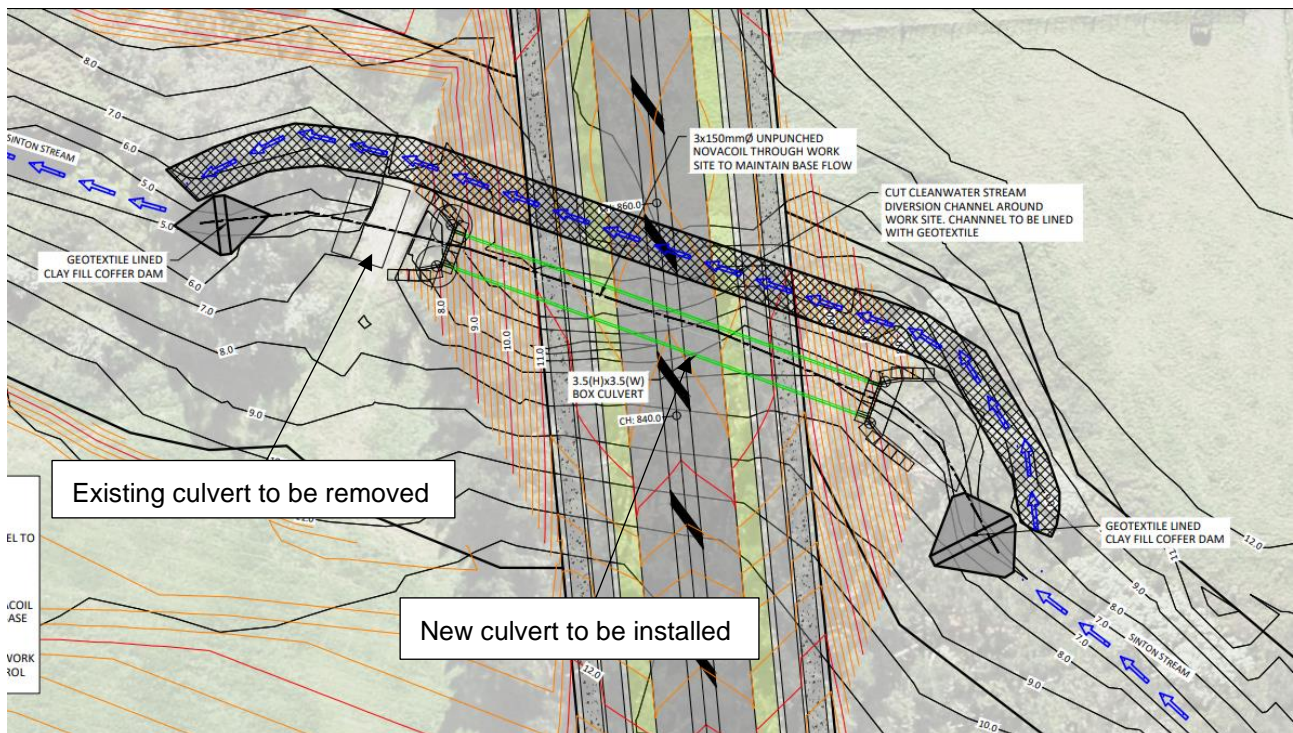 8.0
7.0
6.0
5.0
SINTON STREAM
5.0
GEOTEXTILE LINED
CLAY FILL COFFER DAM
6.0
7.0
8.0
9.0
8.0
9.0
10.0
11.0
3x150mmØ UNPUNCHED
NOVACOIL THROUGH WORK
SITE TO MAINTAIN BASE FLOW
860.0
CUT CLEANWATER STREAM
DIVERSION CHANNEL AROUND
WORK SITE. CHANNNEL TO BE LINED
WITH GEOTEXTILE
3.5(H)x3.5(W)
BOX CULVERT
CH: 840.0
Existing culvert to be removed
New culvert to be installed
GEOTEXTILE LINED
CLAY FILL COFFER DAM
12.0
11
9.0
8.0
7.0
7.0
8.0
9.0
10.0
SINTON STREAM
12.0
EL TO
ACOIL
ASE
WORK
ROL